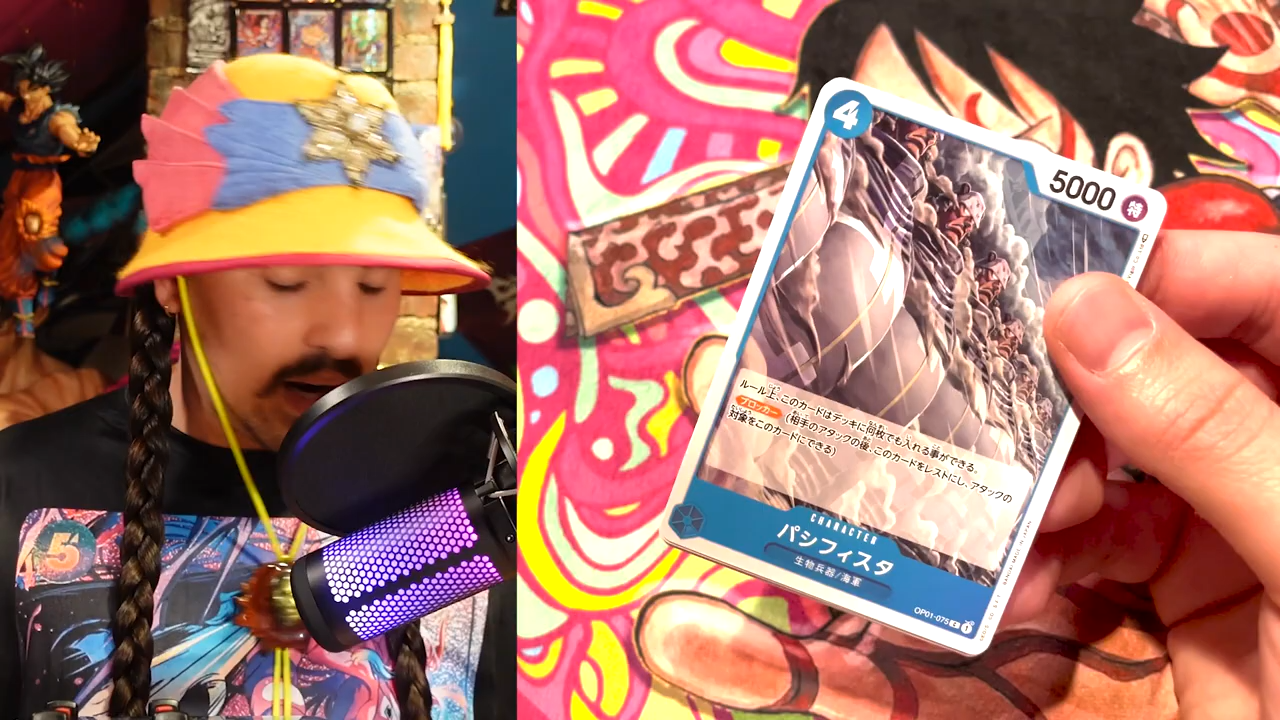 4
5000
特
ルール上、このカードはデッキに何枚でも入れる事ができる。
ブロッカー (相手のアタックの後、このカードをレストにし、アタックの
対象をこのカードにできる)
CHARACTER
パシフィスタ
生物兵器/海軍
OP01-075 C
1
5